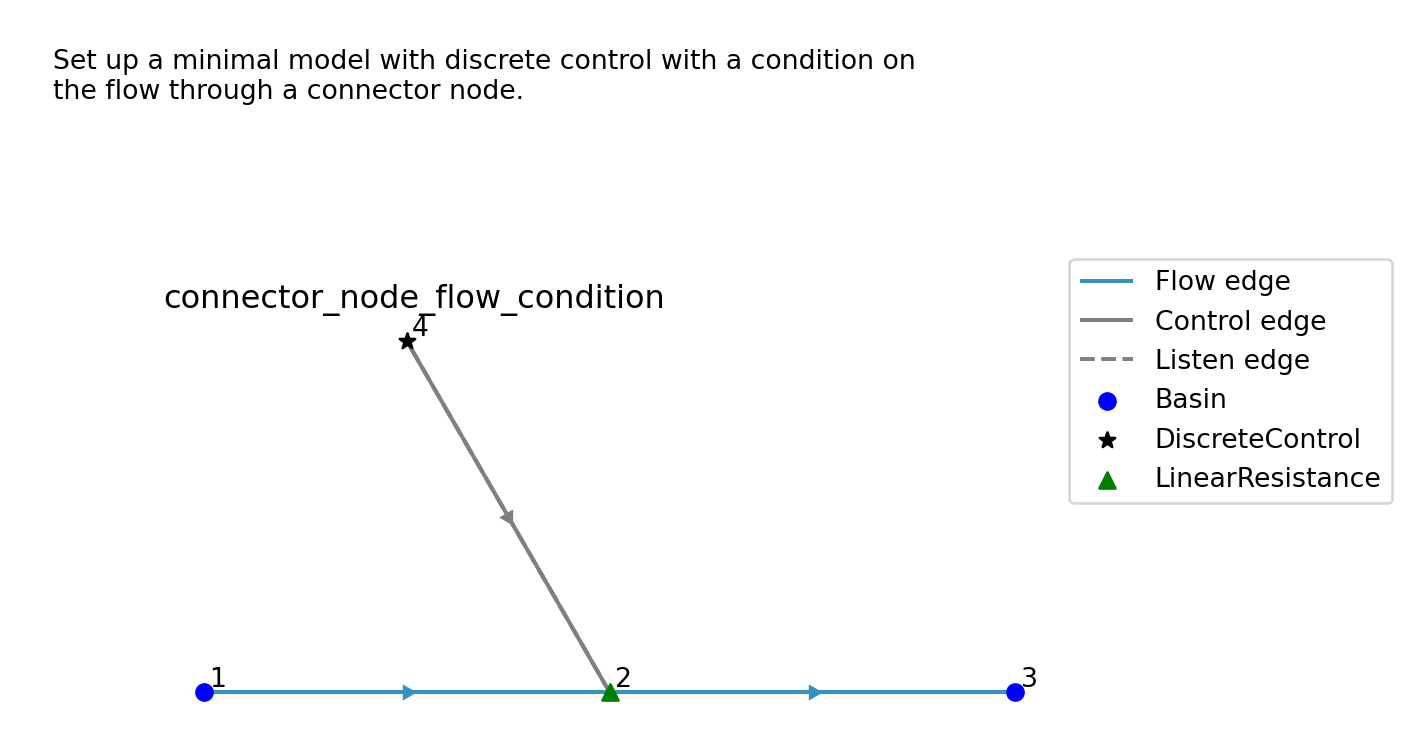 Set up a minimal model with discrete control with a condition on
the flow through a connector node.
connector_node_flow_condition
4
Flow edge
Control edge
Listen edge
Basin
DiscreteControl
LinearResistance
1
2
3